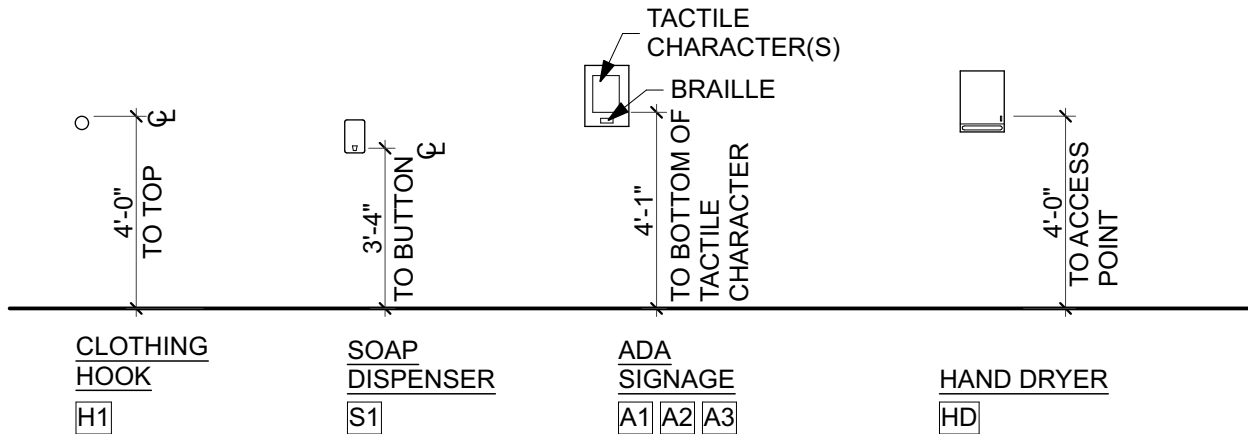 TACTILE
CHARACTER(S)
BRAILLE
℄
4'-0"
TO TOP
℄
3'-4"
TO BUTTON
4'-1"
TO BOTTOM OF
TACTILE
CHARACTER
4'-0"
TO ACCESS
POINT
CLOTHING
HOOK
H1
SOAP
DISPENSER
S1
ADA
SIGNAGE
A1 A2 A3
HAND DRYER
HD